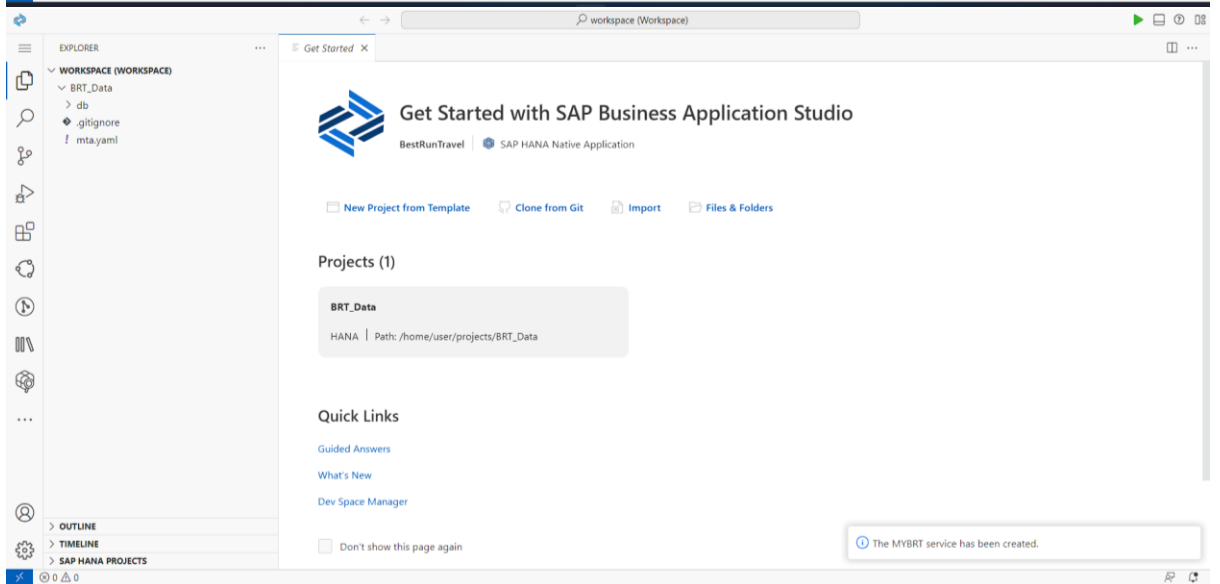 workspace (Workspace)
EXPLORER
Get Started
WORKSPACE (WORKSPACE)
BRT_Data
db
.gitignore
! mta.yaml
Get Started with SAP Business Application Studio
BestRunTravel | SAP HANA Native Application
New Project from Template Clone from Git Import Files & Folders
Projects (1)
BRT_Data
HANA | Path: /home/user/projects/BRT_Data
Quick Links
Guided Answers
What's New
Dev Space Manager
Don't show this page again
OUTLINE
TIMELINE
SAP HANA PROJECTS
The MYBRT service has been created.
0 0